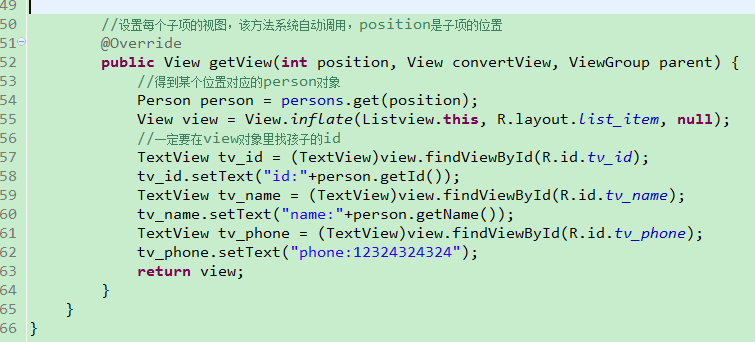 49
50 //设置每个子项的视图，该方法系统自动调用，position是子项的位置
51 @Override
52 public View getView(int position, View convertView, ViewGroup parent) {
53 //得到某个位置对应的person对象
54 Person person = persons.get(position);
55 View view = View.inflate(Listview.this, R.layout.list_item, null);
56 //一定要在view对象里找孩子的id
57 TextView tv_id = (TextView)view.findViewById(R.id.tv_id);
58 tv_id.setText("id:"+person.getId());
59 TextView tv_name = (TextView)view.findViewById(R.id.tv_name);
60 tv_name.setText("name:"+person.getName());
61 TextView tv_phone = (TextView)view.findViewById(R.id.tv_phone);
62 tv_phone.setText("phone:12324324324");
63 return view;
64 }
65 }
66 }